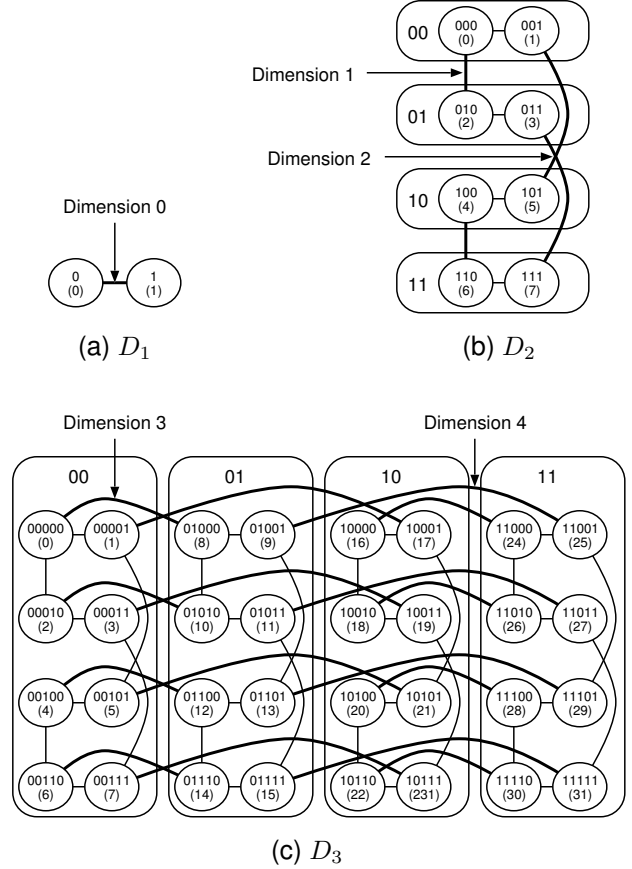 00 000 001
(0) (1)
Dimension 1
01 010 011
(2) (3)
Dimension 2
10 100 101
(4) (5)
Dimension 0
11 110 111
(6) (7)
0 1
(0) (1)
(a) D1
(b) D2
Dimension 3 Dimension 4
00 01 10 11
00000 00001 01000 01001 10000 10001 11000 11001
(0) (1) (8) (9) (16) (17) (24) (25)
00010 00011 01010 01011 10010 10011 11010 11011
(2) (3) (10) (11) (18) (19) (26) (27)
00100 00101 01100 01101 10100 10101 11100 11101
(4) (5) (12) (13) (20) (21) (28) (29)
00110 00111 01110 01111 10110 10111 11110 11111
(6) (7) (14) (15) (22) (231) (30) (31)
(c) D3